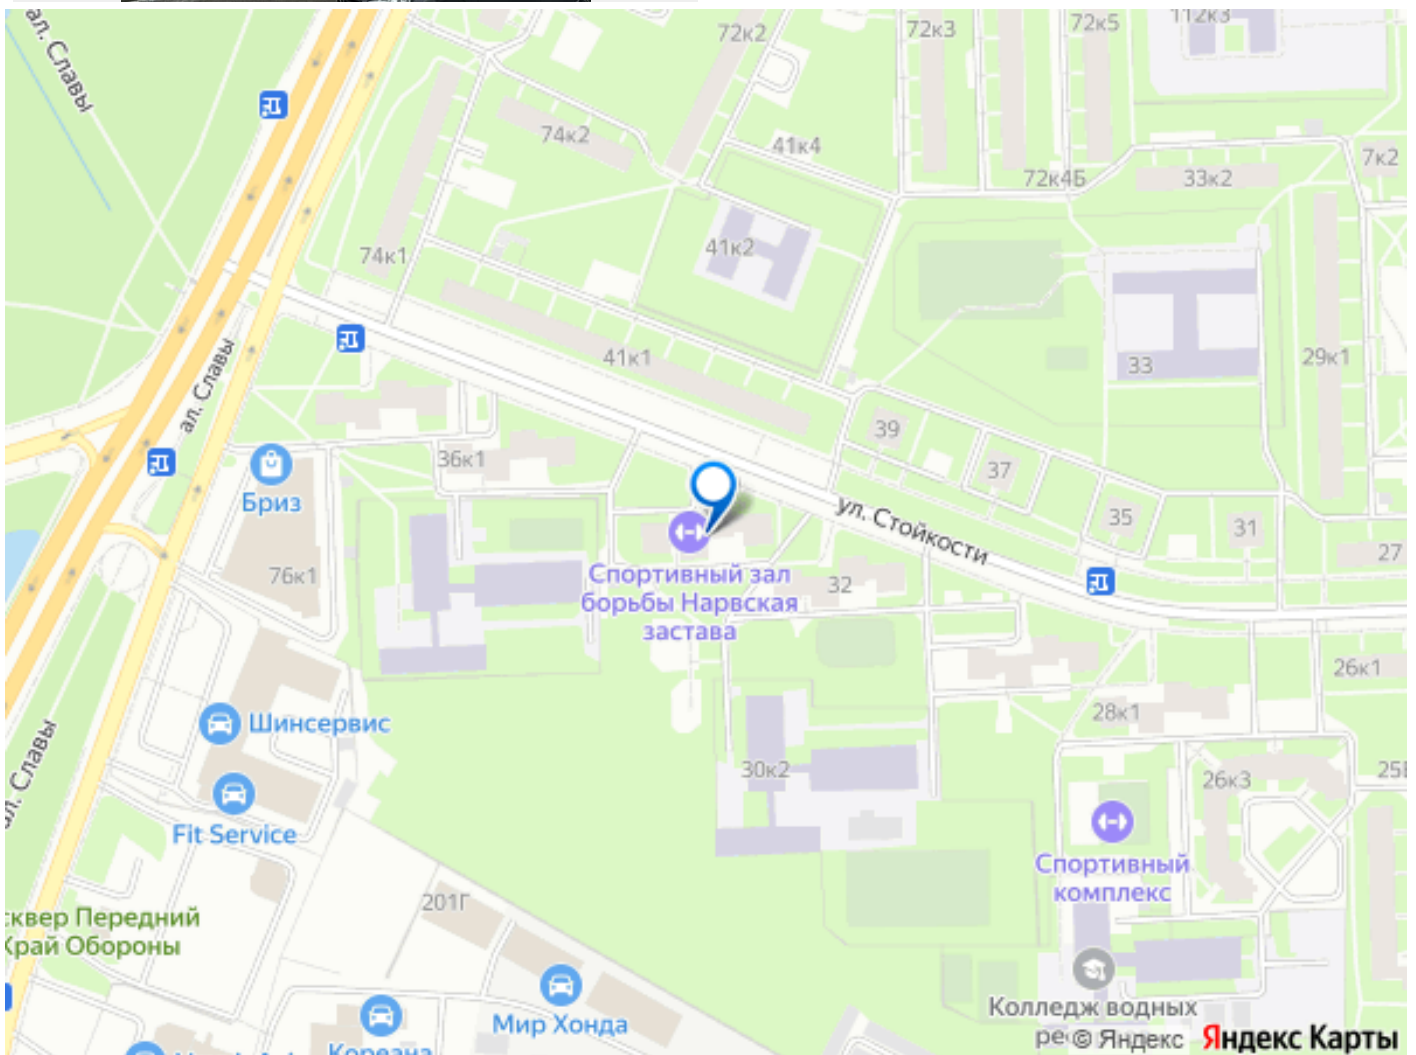 ал. Славы
72к2
72к3
72к5
112к3
74к2
41к4
72к4Б
33к2
7к2
74к1
41к2
41к1
33
29к1
ал. Славы
39
36к1
37
Бриз
ул. Стойкости
35
31
27
76к1
Спортивный зал
борьбы Нарвская
застава
32
26к1
28к1
Шинсервис
30к2
26к3
Fit Service
Спортивный
комплекс
ал. Славы
201Г
сквер Передний
Край Обороны
Мир Хонда
Колледж водных
ре
© Яндекс
Яндекс Карты
Кореана